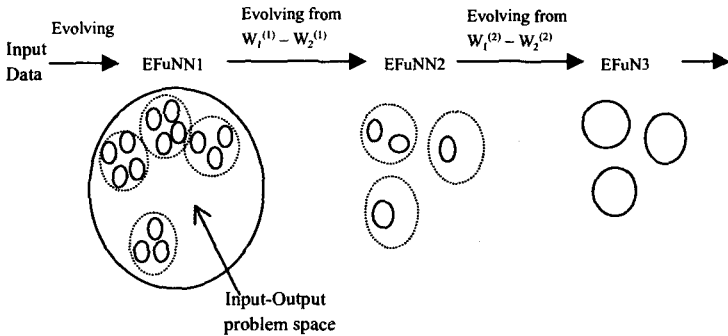 Input
Data
Evolving
EFuNN1
Evolving from
W₁⁽¹⁾ – W₂⁽¹⁾
EFuNN2
Evolving from
W₁⁽²⁾ – W₂⁽²⁾
EFuN3
Input-Output
problem space